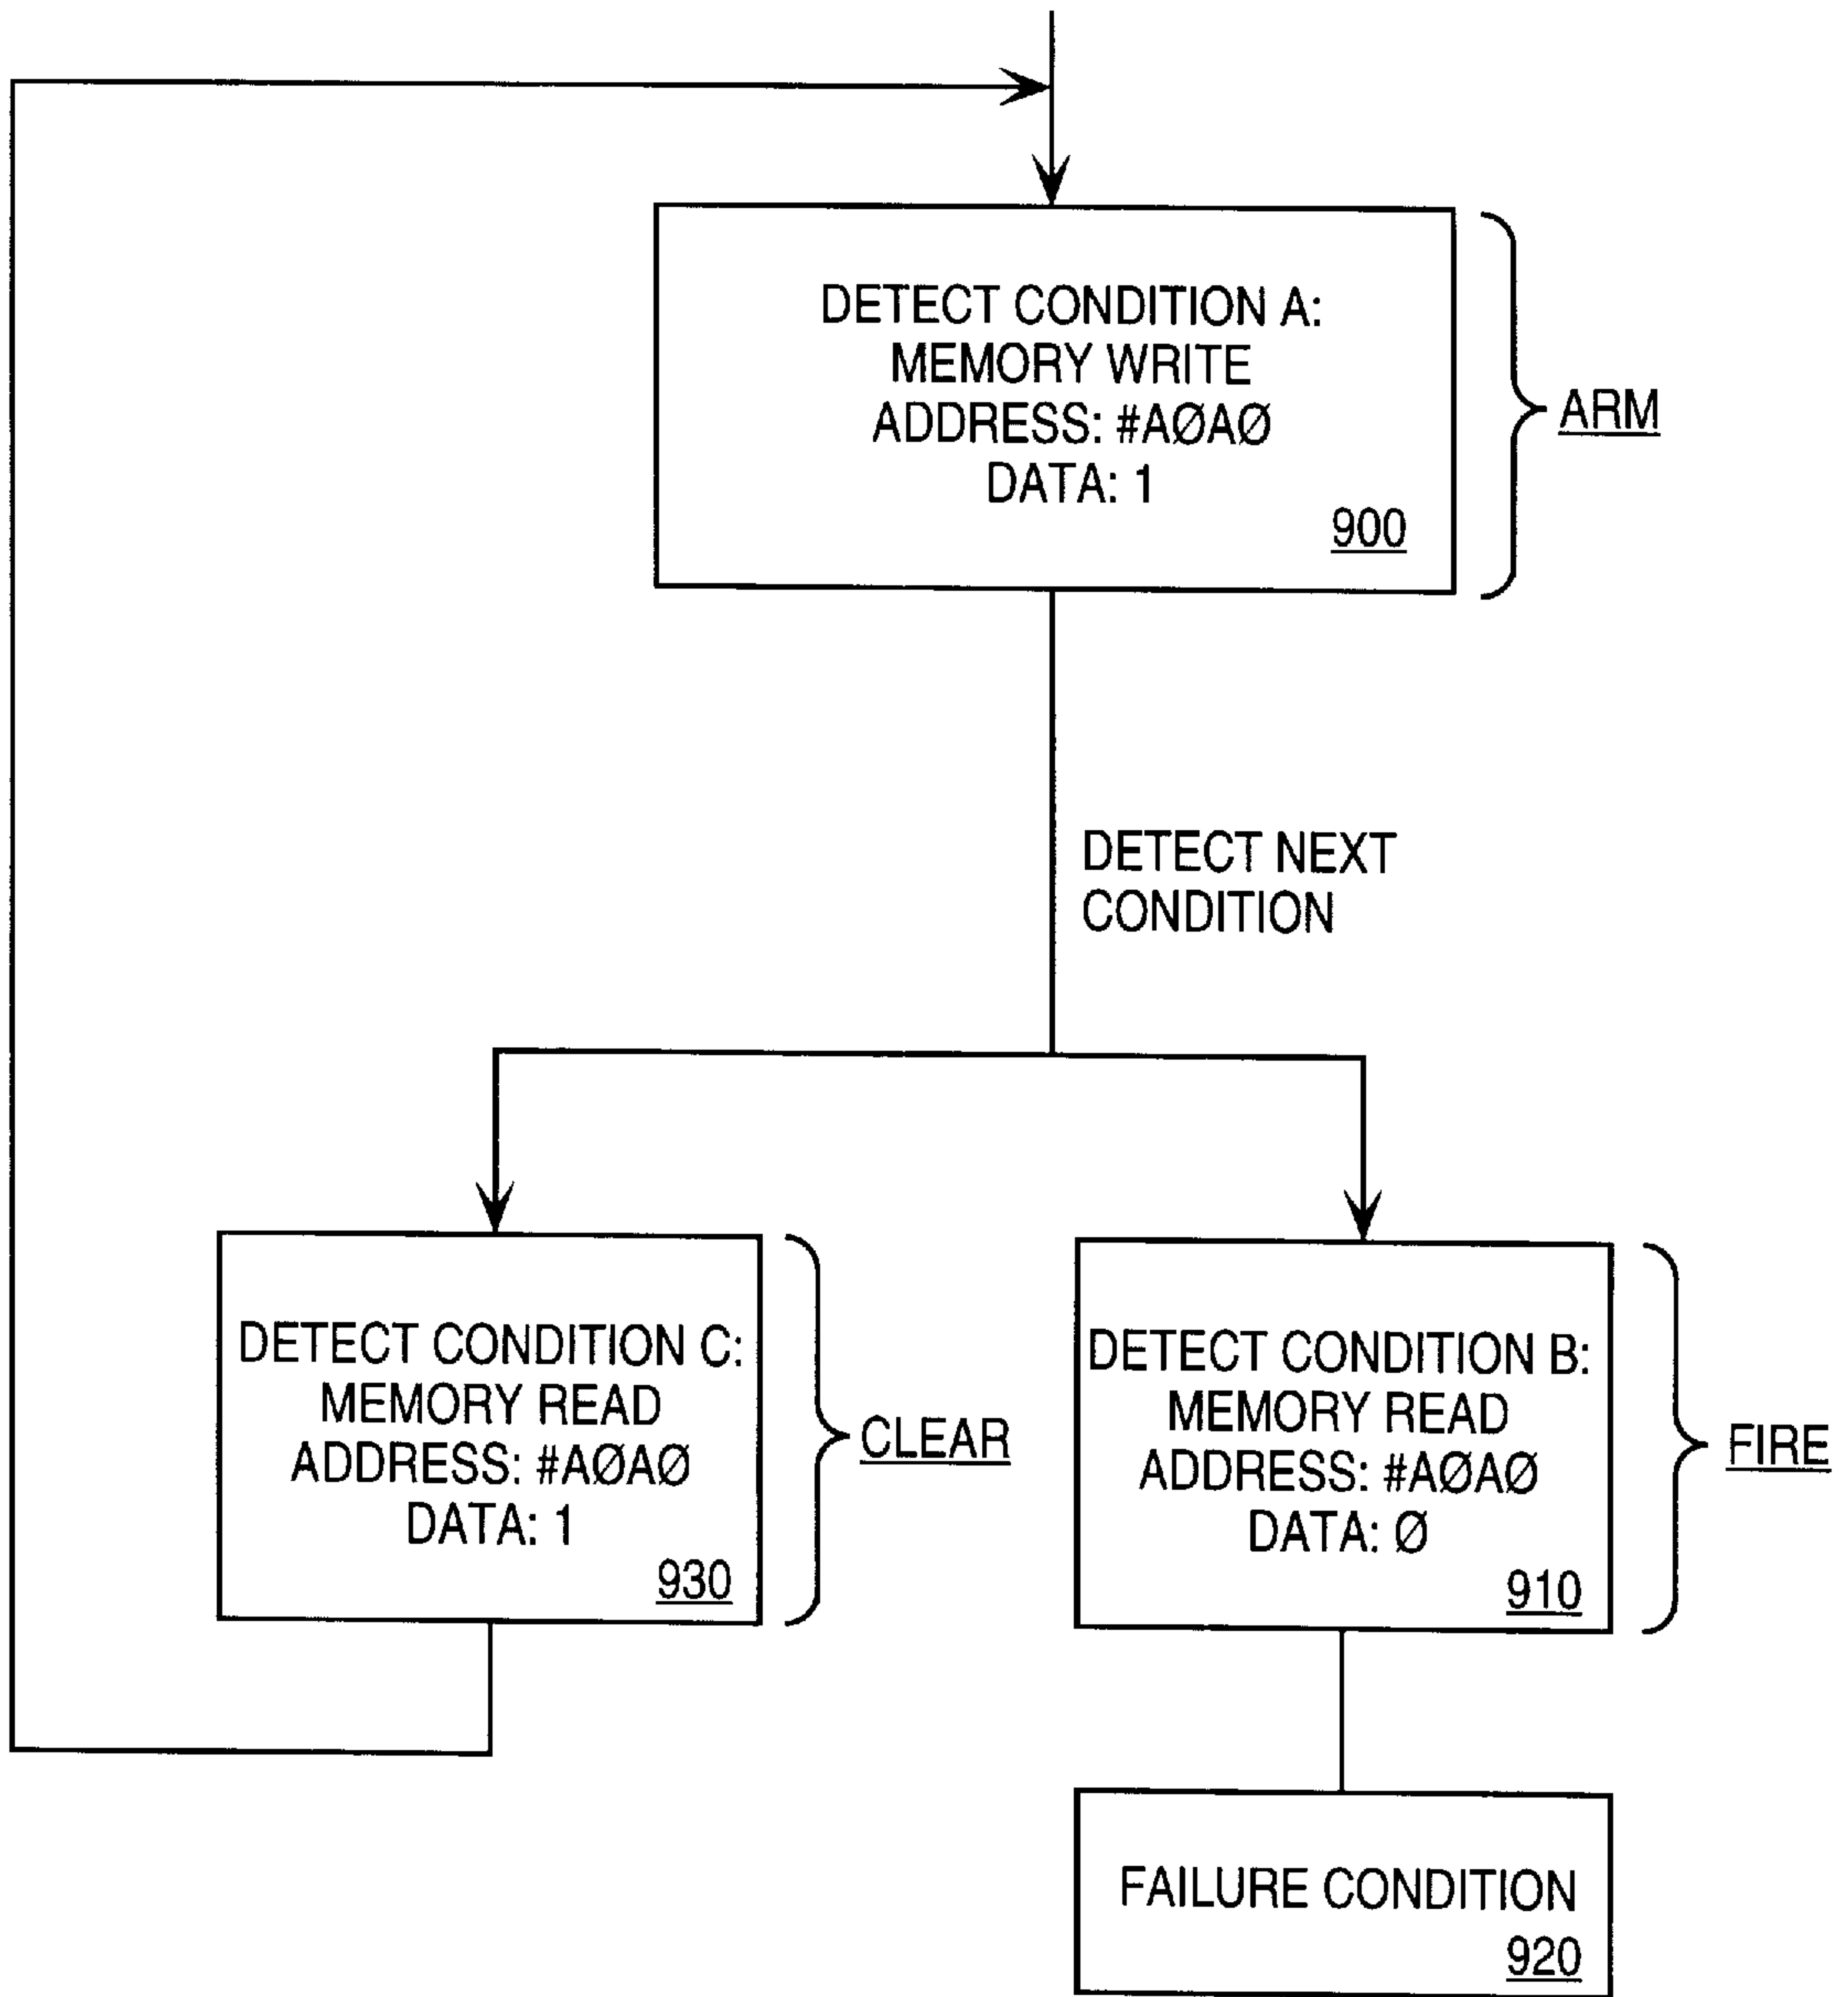 DETECT CONDITION A:
MEMORY WRITE
ADDRESS: #AØAØ
DATA: 1
900
ARM
DETECT NEXT
CONDITION
DETECT CONDITION C:
MEMORY READ
ADDRESS: #AØAØ
DATA: 1
930
CLEAR
DETECT CONDITION B:
MEMORY READ
ADDRESS: #AØAØ
DATA: Ø
910
FIRE
FAILURE CONDITION
920